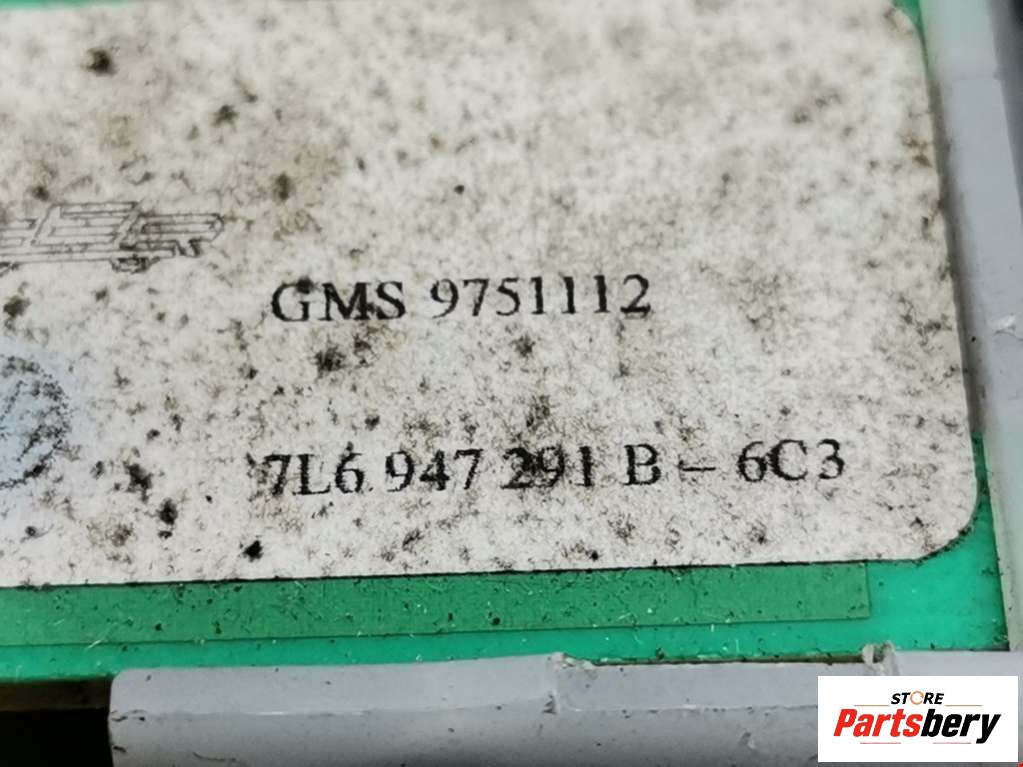 GMS 9751112
7L6 947 291 B – 6C3
STORE
Partsbery